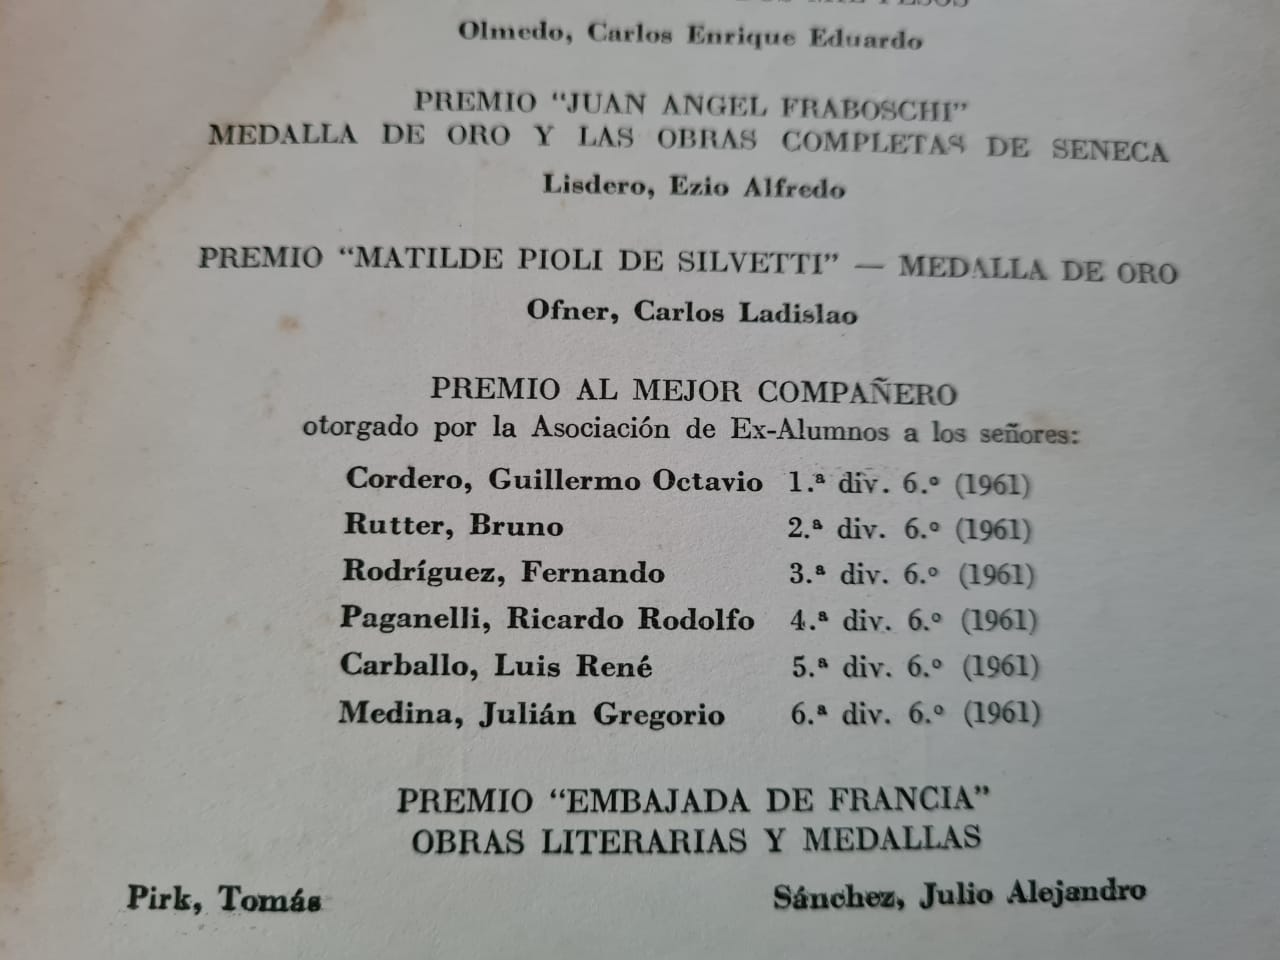 Olmedo, Carlos Enrique Eduardo
PREMIO “JUAN ANGEL FRABOSCHI”
MEDALLA DE ORO Y LAS OBRAS COMPLETAS DE SENECA
Lisdero, Ezio Alfredo
PREMIO “MATILDE PIOLI DE SILVETTI” — MEDALLA DE ORO
Ofner, Carlos Ladislao
PREMIO AL MEJOR COMPAÑERO
otorgado por la Asociación de Ex-Alumnos a los señores:
Cordero, Guillermo Octavio 1.ª div. 6.º (1961)
Rutter, Bruno 2.ª div. 6.º (1961)
Rodríguez, Fernando 3.ª div. 6.º (1961)
Paganelli, Ricardo Rodolfo 4.ª div. 6.º (1961)
Carballo, Luis René 5.ª div. 6.º (1961)
Medina, Julián Gregorio 6.ª div. 6.º (1961)
PREMIO “EMBAJADA DE FRANCIA”
OBRAS LITERARIAS Y MEDALLAS
Pirk, Tomás Sánchez, Julio Alejandro